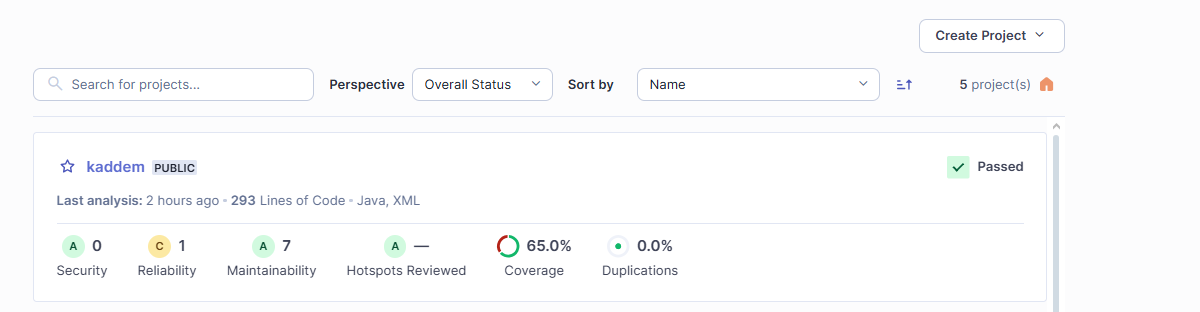 Create Project
Search for projects... Perspective Overall Status Sort by Name 5 project(s)
kaddem PUBLIC Passed
Last analysis: 2 hours ago • 293 Lines of Code • Java, XML
A 0 C 1 A 7 A — 65.0% 0.0%
Security Reliability Maintainability Hotspots Reviewed Coverage Duplications